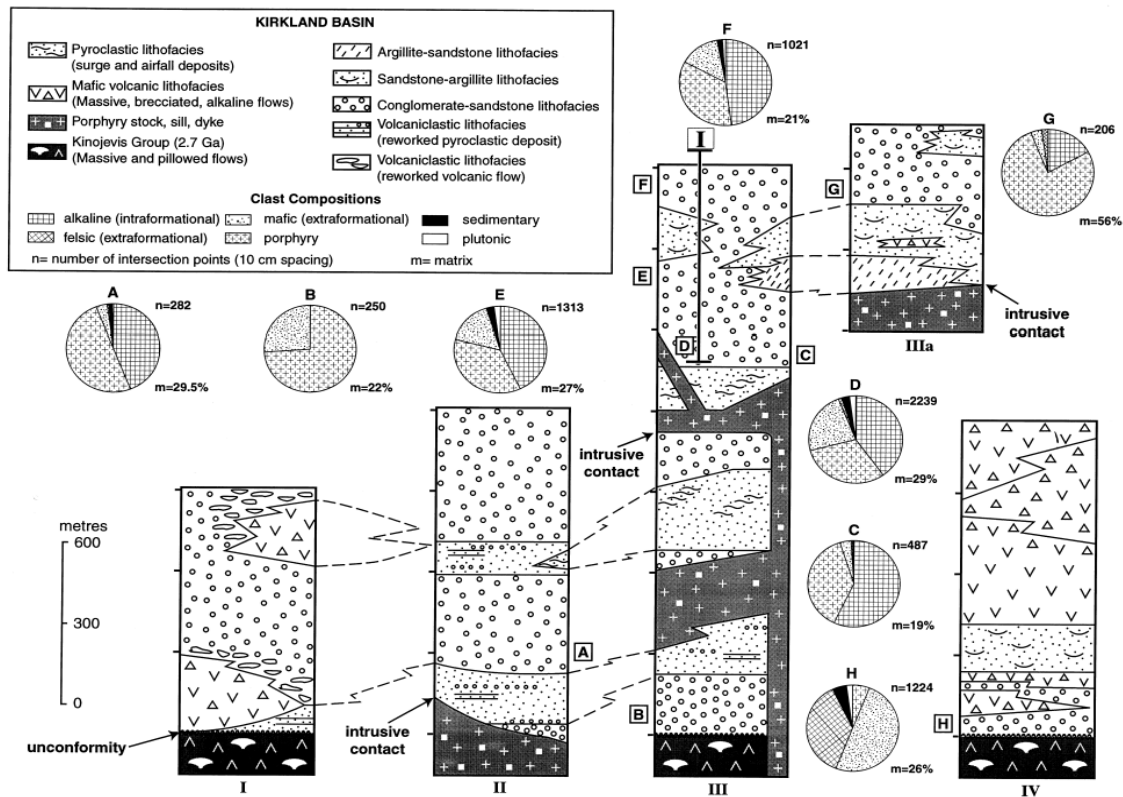 KIRKLAND BASIN
Pyroclastic lithofacies
(surge and airfall deposits)
Mafic volcanic lithofacies
(Massive, brecciated, alkaline flows)
Porphyry stock, sill, dyke
Kinojevis Group (2.7 Ga)
(Massive and pillowed flows)
Argillite-sandstone lithofacies
Sandstone-argillite lithofacies
Conglomerate-sandstone lithofacies
Volcaniclastic lithofacies
(reworked pyroclastic deposit)
Volcaniclastic lithofacies
(reworked volcanic flow)
Clast Compositions
alkaline (intraformational)
mafic (extraformational)
sedimentary
felsic (extraformational)
porphyry
plutonic
n= number of intersection points (10 cm spacing)
m= matrix
F
n=1021
m=21%
I
G
n=206
m=56%
F
G
E
D
C
intrusive
contact
IIIa
A
n=282
m=29.5%
B
n=250
m=22%
E
n=1313
m=27%
D
n=2239
m=29%
intrusive
contact
C
n=487
m=19%
metres
600
300
0
A
B
H
n=1224
m=26%
H
unconformity
intrusive
contact
I
II
III
IV